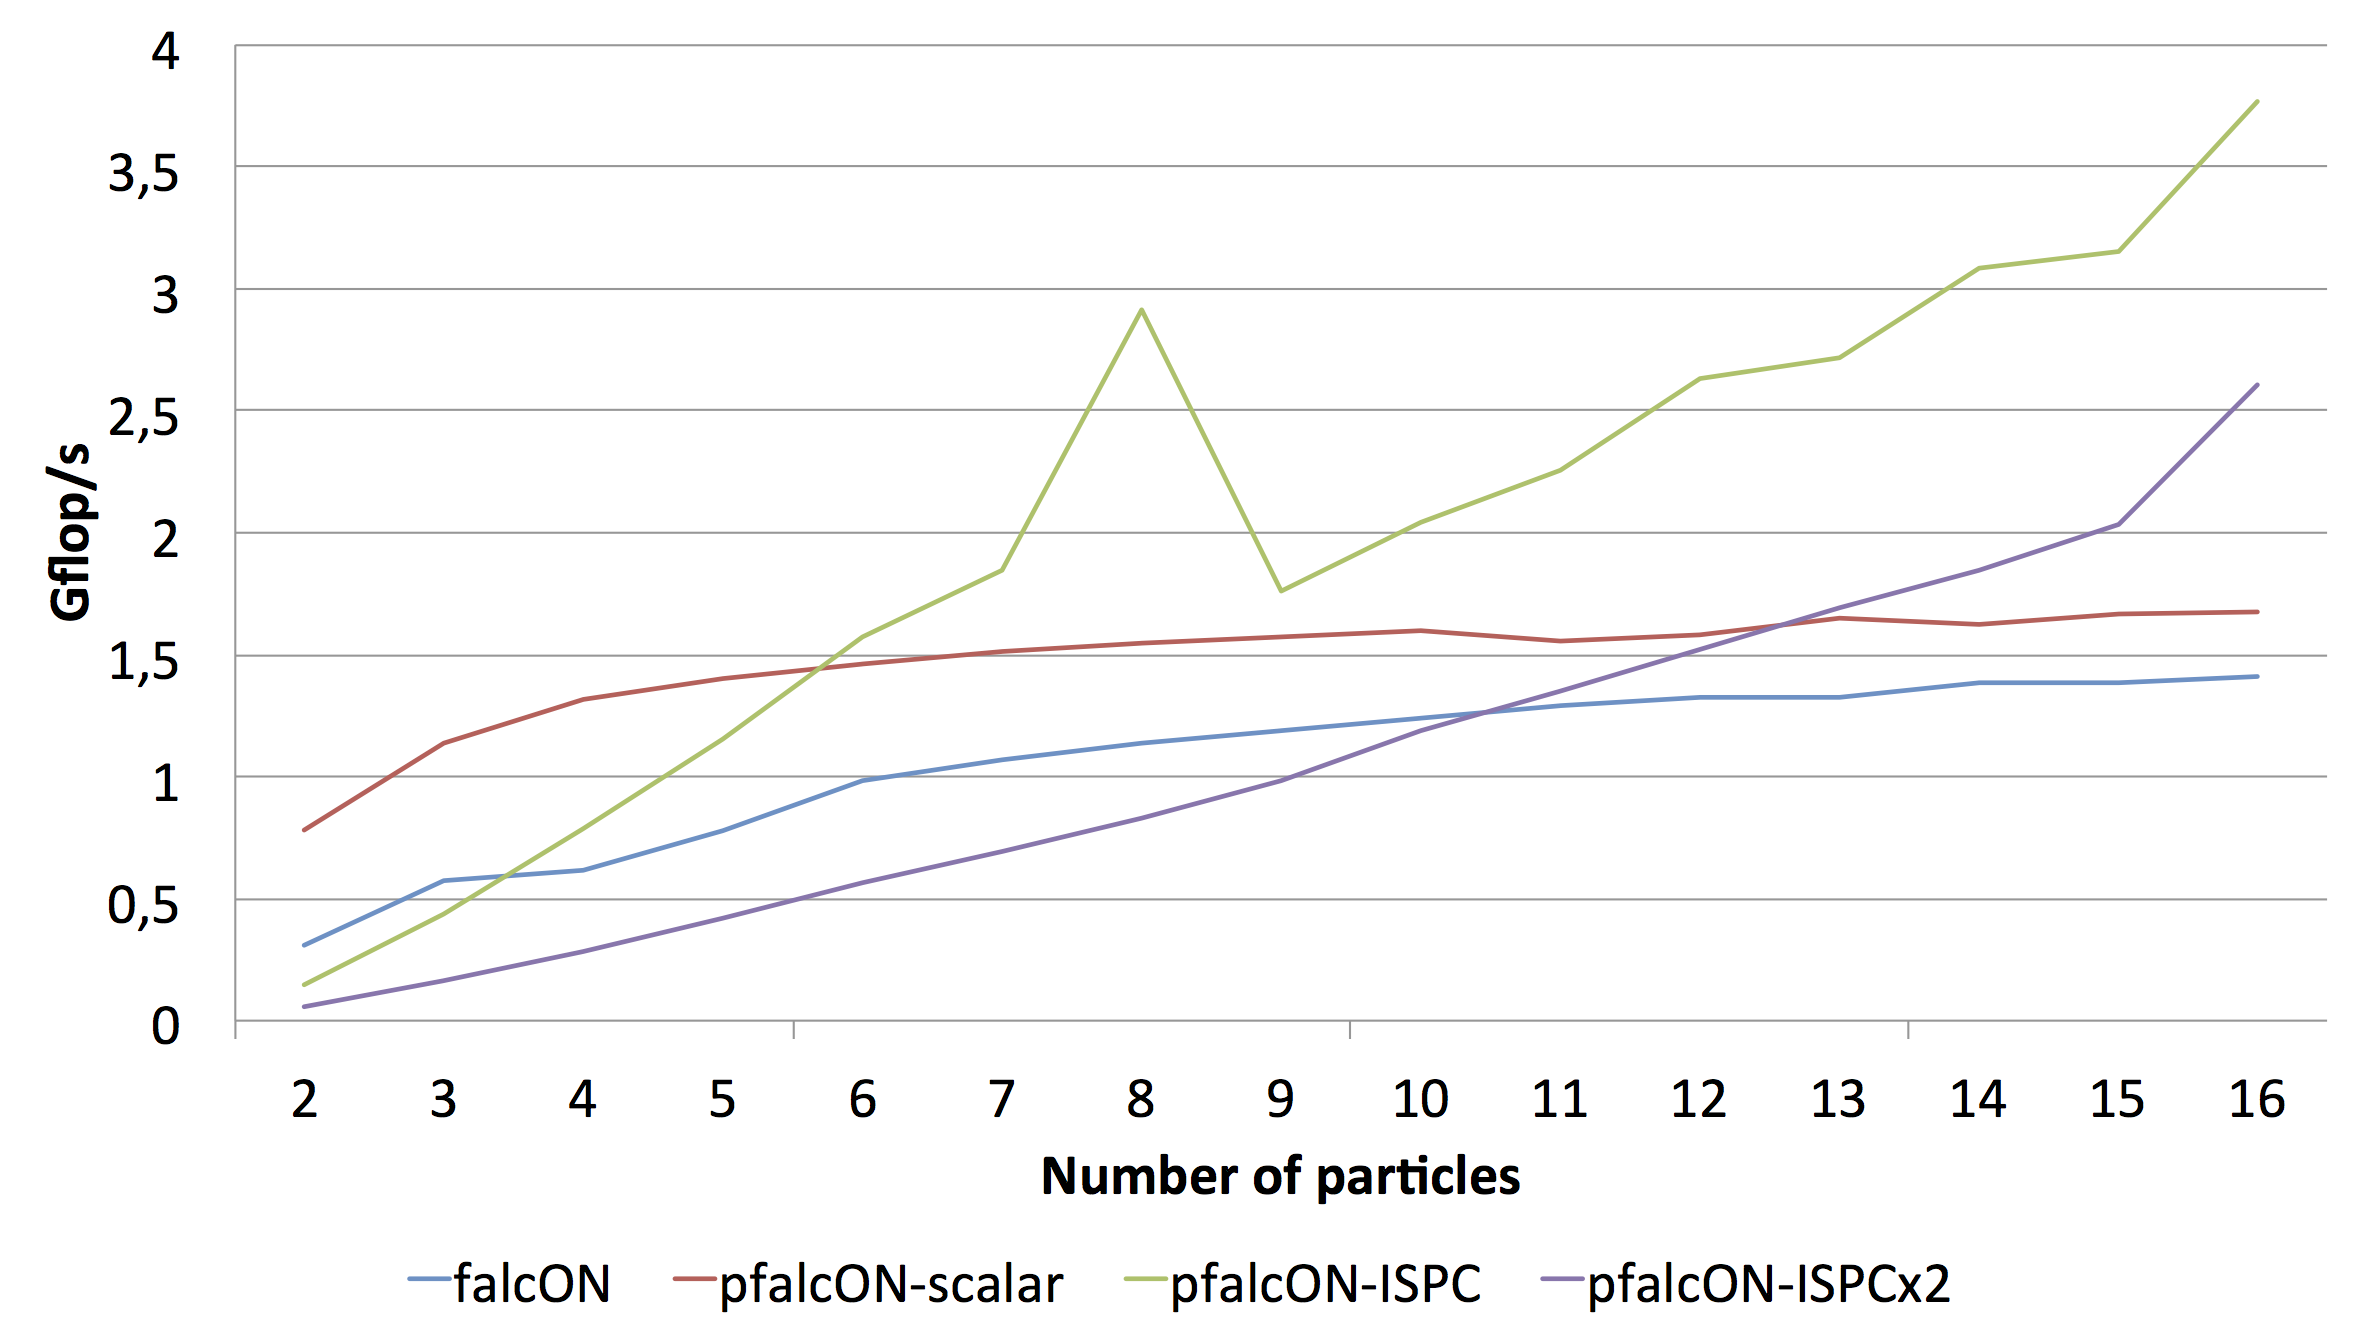 4
3,5
3
2,5
2
1,5
1
0,5
0
Gflop/s
2 3 4 5 6 7 8 9 10 11 12 13 14 15 16
Number of particles
falcON pfalcON-scalar pfalcON-ISPC pfalcON-ISPCx2